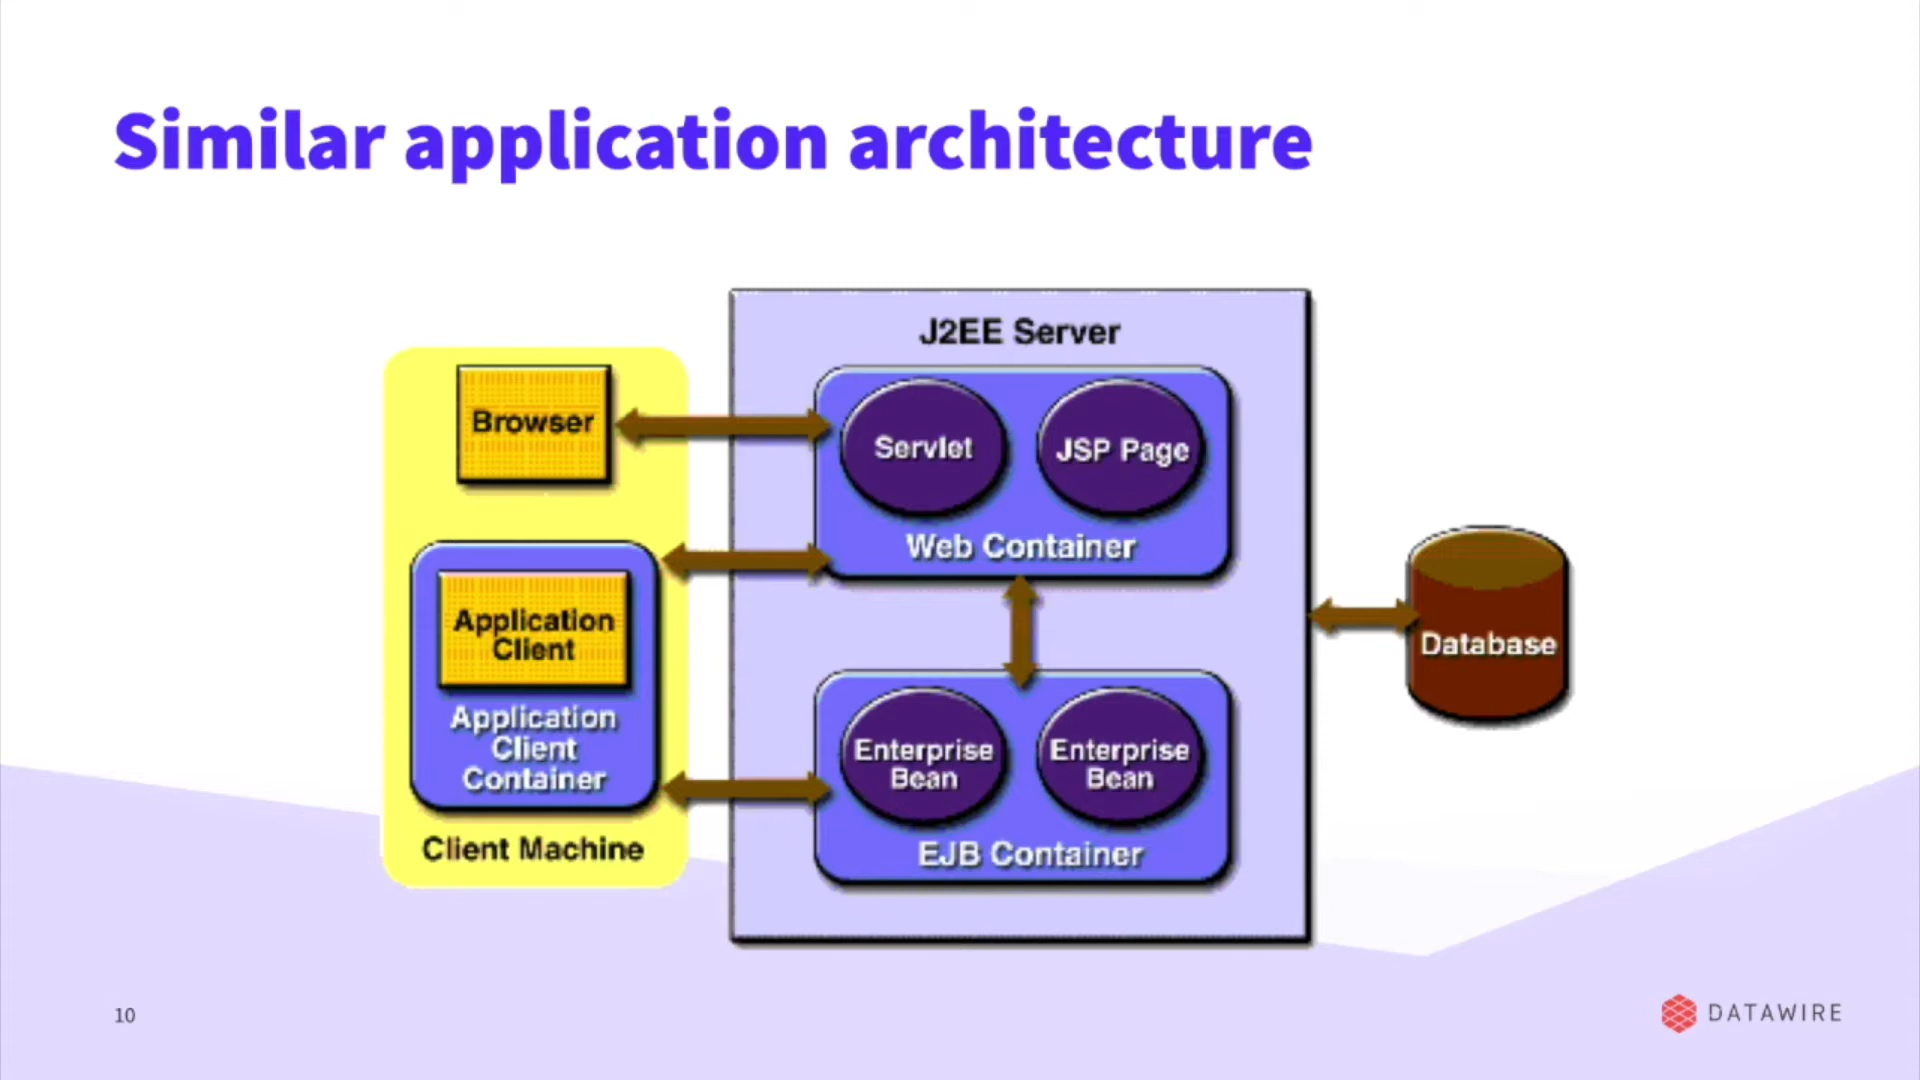 Similar application architecture
J2EE Server
Browser
Servlet
JSP Page
Web Container
Application
Client
Application
Client
Container
Client Machine
Enterprise
Bean
Enterprise
Bean
EJB Container
Database
10
DATAWIRE